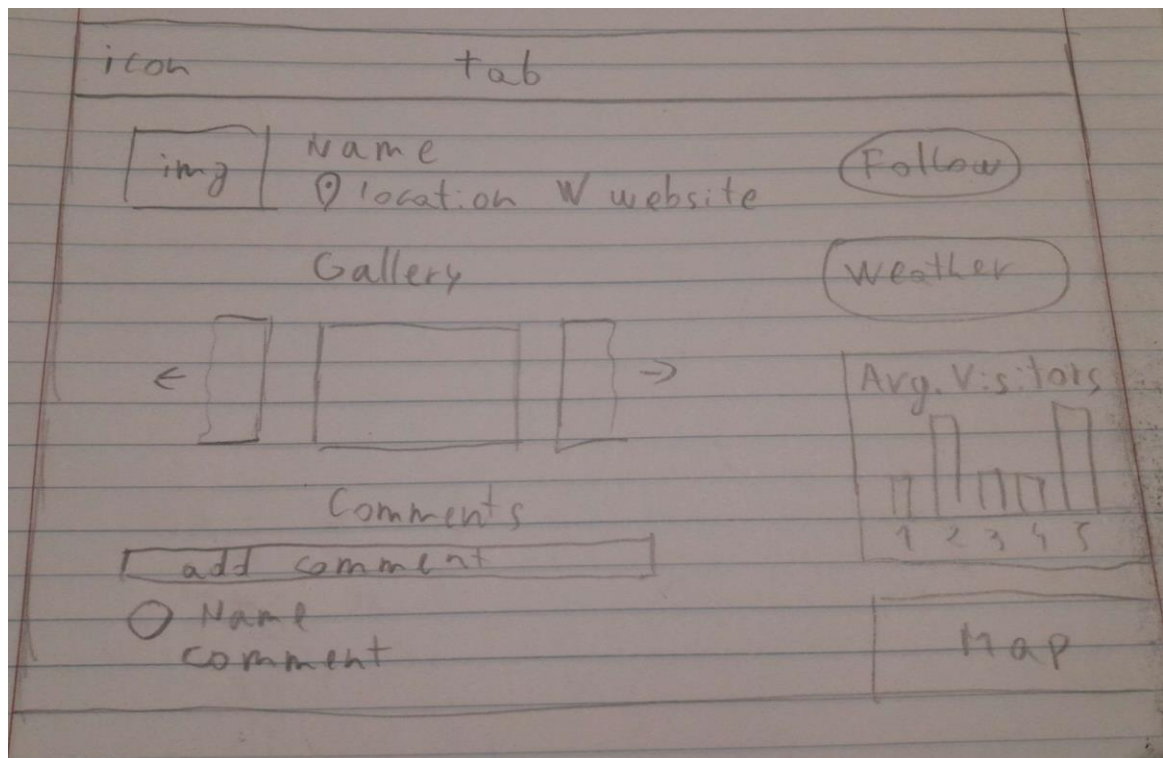 icon tab
img
Name
location W website
Follow
Gallery
Weather
Avg. Visitors
1 2 3 4 5
Comments
add comment
Name
comment
Map